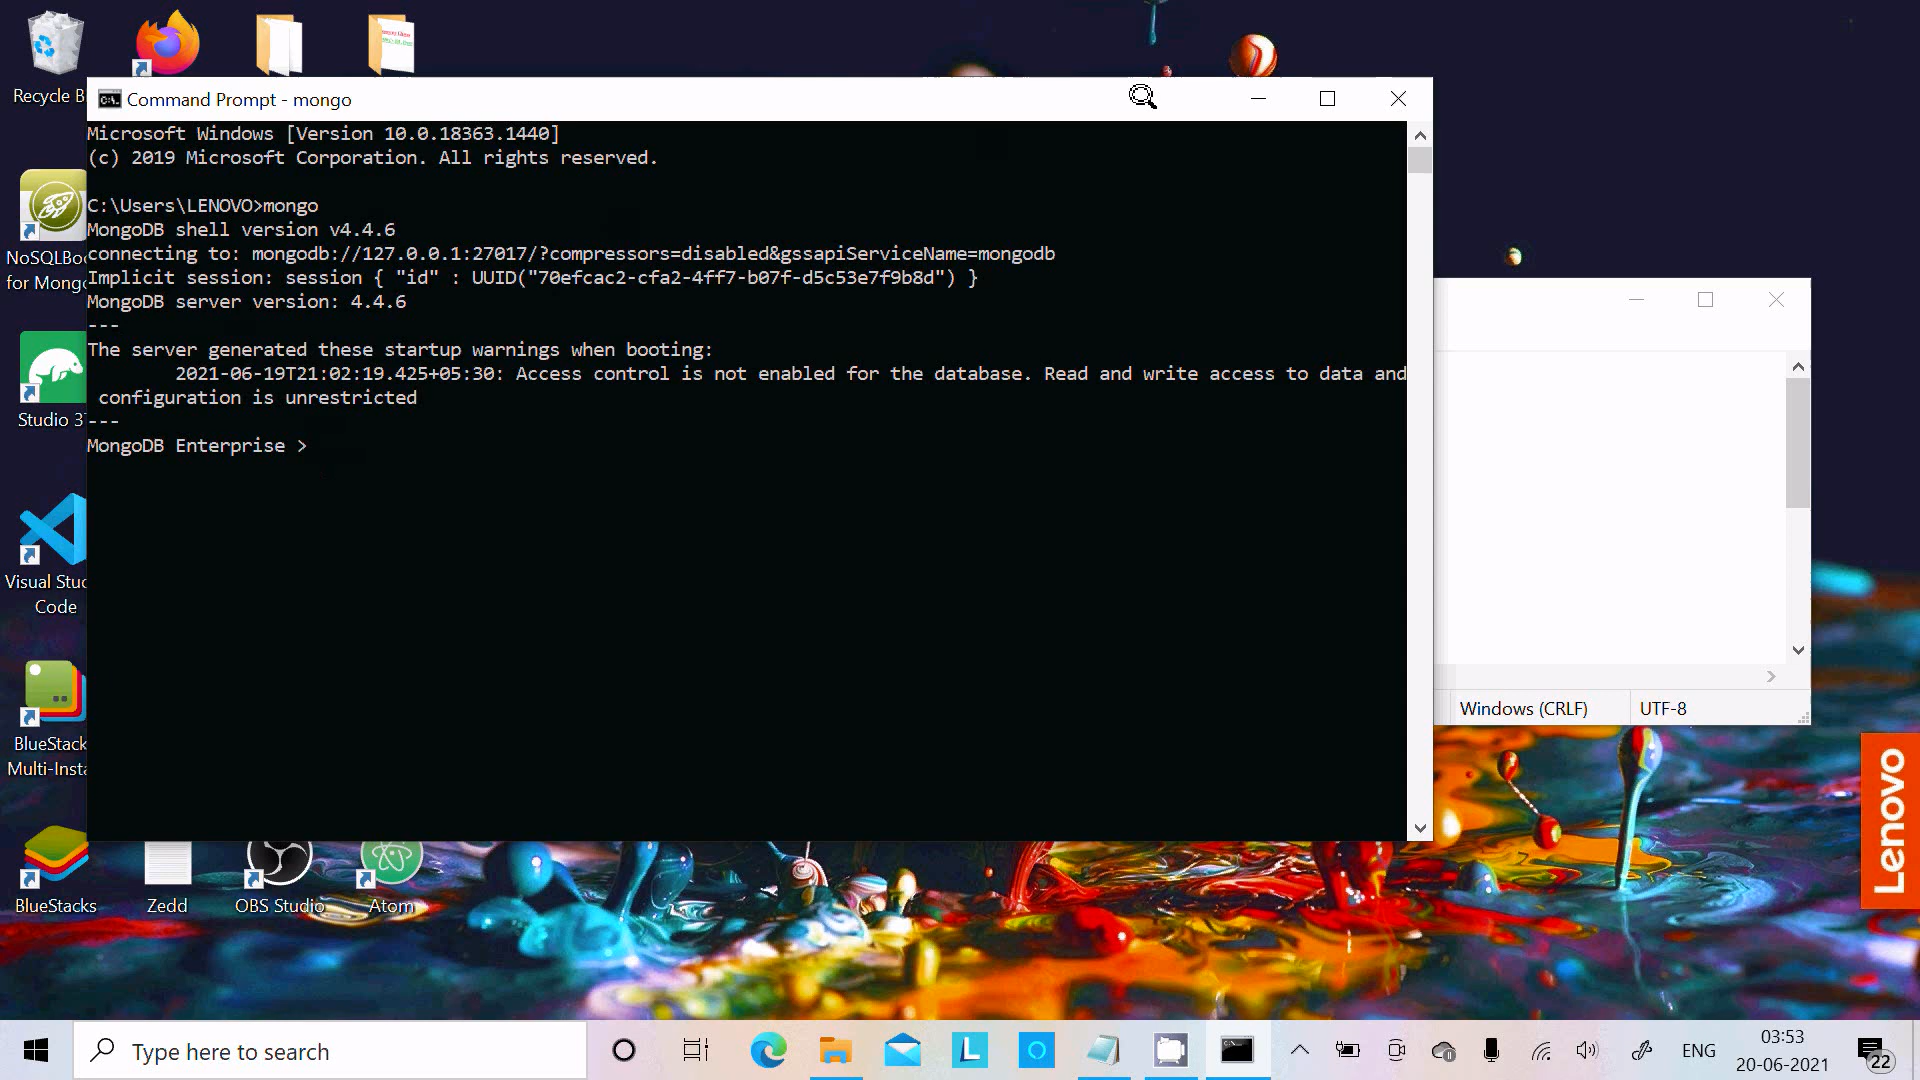 Recycle B
Command Prompt - mongo
Microsoft Windows [Version 10.0.18363.1440]
(c) 2019 Microsoft Corporation. All rights reserved.
C:\Users\LENOVO>mongo
MongoDB shell version v4.4.6
connecting to: mongodb://127.0.0.1:27017/?compressors=disabled&gssapiServiceName=mongodb
Implicit session: session { "id" : UUID("70efcac2-cfa2-4ff7-b07f-d5c53e7f9b8d") }
MongoDB server version: 4.4.6
---
The server generated these startup warnings when booting:
2021-06-19T21:02:19.425+05:30: Access control is not enabled for the database. Read and write access to data and
configuration is unrestricted
---
MongoDB Enterprise >
NoSQLBoo
for Mongo
Studio 3T
Visual Stud
Code
BlueStack
Multi-Insta
BlueStacks
Zedd
OBS Studio
Atom
Windows (CRLF)
UTF-8
Lenovo
Type here to search
ENG
03:53
20-06-2021
22